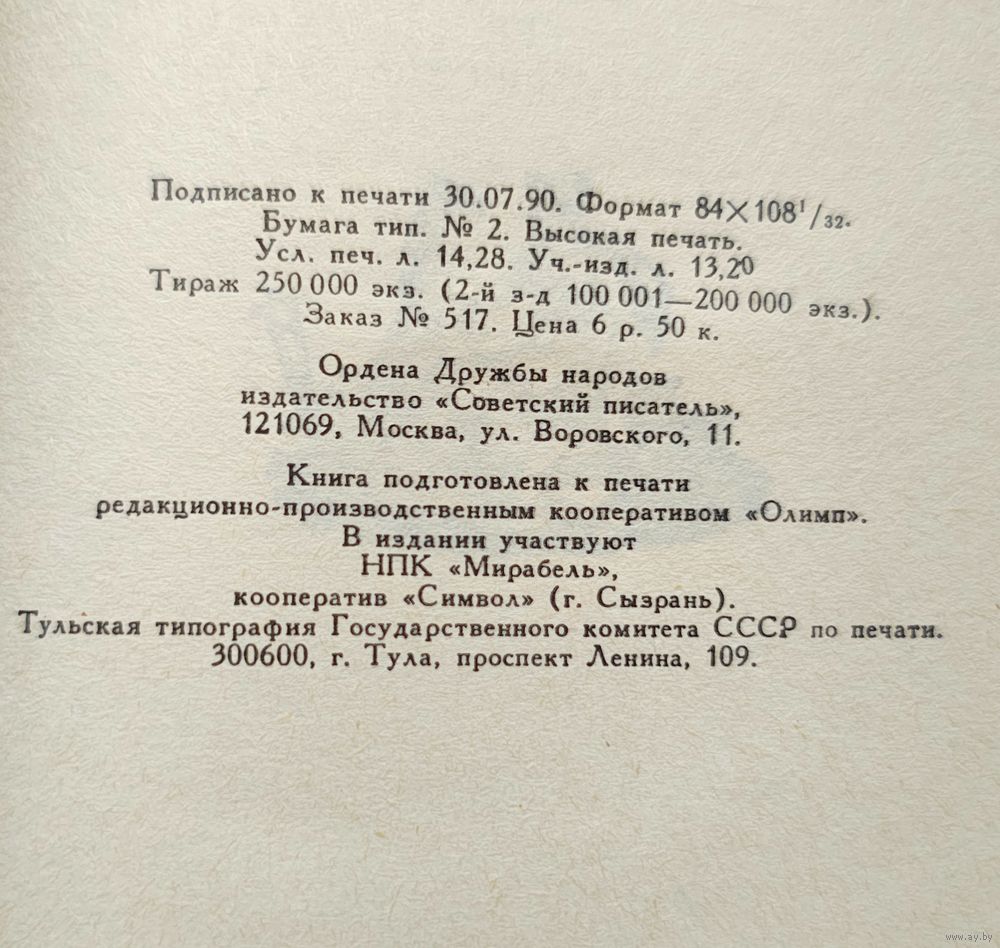 Подписано к печати 30.07.90. Формат 84×108¹/₃₂.
Бумага тип. № 2. Высокая печать.
Усл. печ. л. 14,28. Уч.-изд. л. 13,20
Тираж 250 000 экз. (2-й з-д 100 001—200 000 экз.).
Заказ № 517. Цена 6 р. 50 к.
Ордена Дружбы народов
издательство «Советский писатель»,
121069, Москва, ул. Воровского, 11.
Книга подготовлена к печати
редакционно-производственным кооперативом «Олимп».
В издании участвуют
НПК «Мирабель»,
кооператив «Символ» (г. Сызрань).
Тульская типография Государственного комитета СССР по печати.
300600, г. Тула, проспект Ленина, 109.
www.ay.by